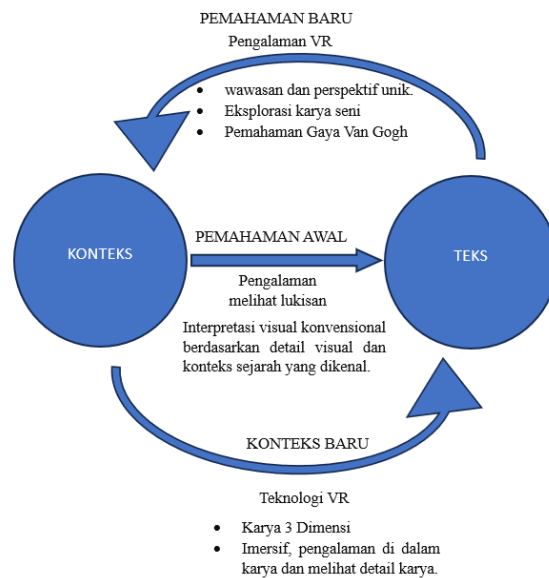 PEMAHAMAN BARU
Pengalaman VR
• wawasan dan perspektif unik.
• Eksplorasi karya seni
• Pemahaman Gaya Van Gogh
KONTEKS
PEMAHAMAN AWAL
TEKS
Pengalaman
melihat lukisan
Interpretasi visual konvensional
berdasarkan detail visual dan
konteks sejarah yang dikenal.
KONTEKS BARU
Teknologi VR
• Karya 3 Dimensi
• Imersif, pengalaman di dalam
karya dan melihat detail karya.